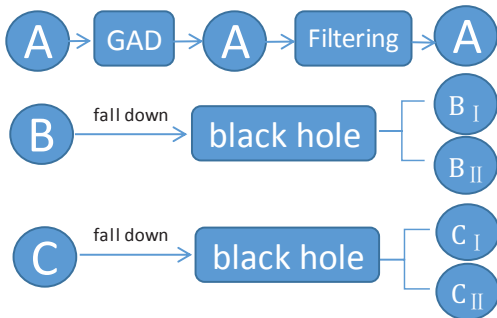 A GAD A Filtering A
B fall down black hole B I
B II
C fall down black hole C I
C II